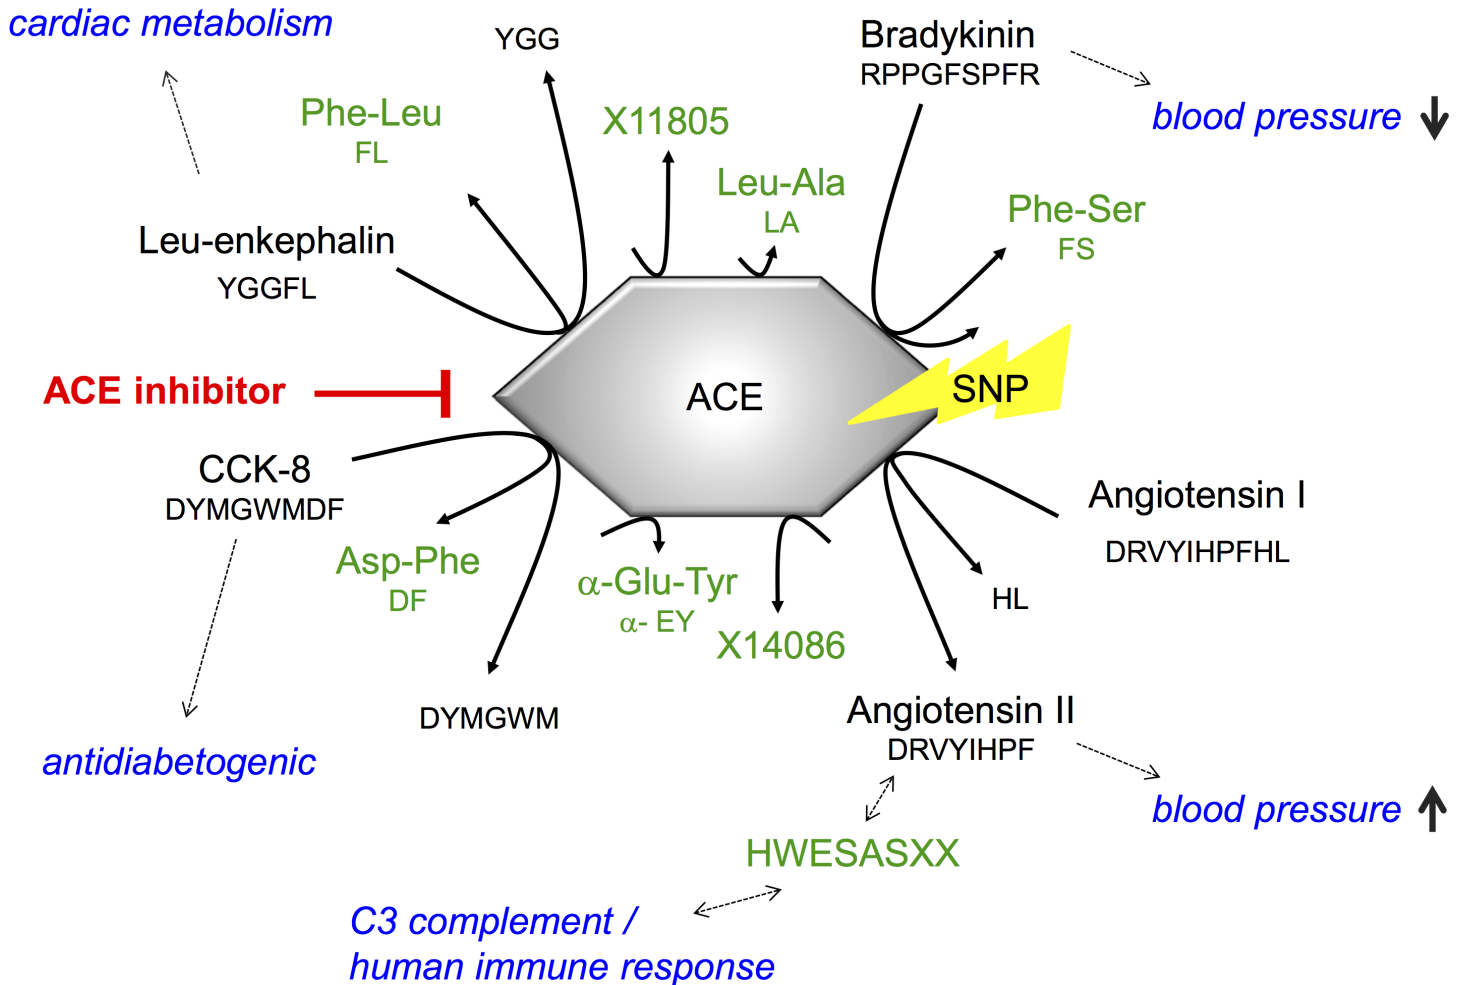 cardiac metabolism
YGG
Bradykinin
RPPGFSPFR
blood pressure
Phe-Leu
FL
X11805
Leu-Ala
LA
Phe-Ser
FS
Leu-enkephalin
YGGFL
ACE inhibitor
ACE
SNP
CCK-8
DYMGWMDF
Angiotensin I
DRVYIHPFHL
Asp-Phe
DF
α-Glu-Tyr
α- EY
X14086
HL
DYMGWM
Angiotensin II
DRVYIHPF
antidiabetogenic
blood pressure
HWESASXX
C3 complement /
human immune response